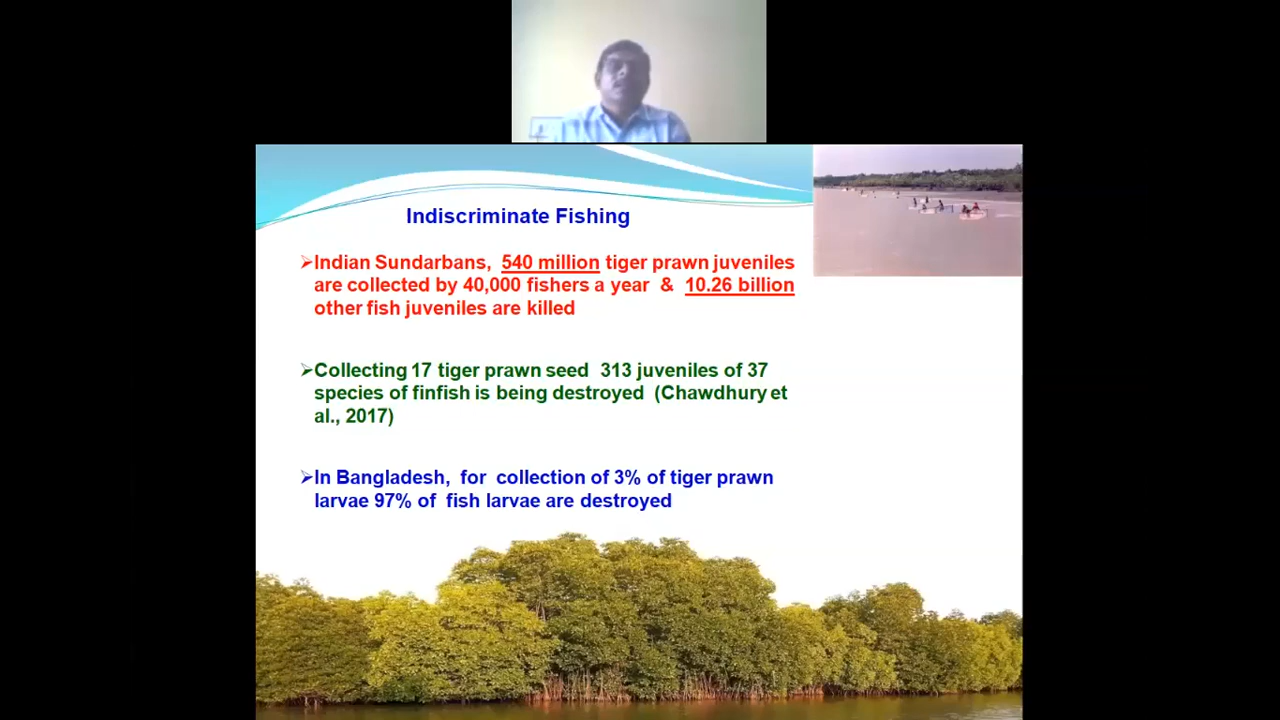 Indiscriminate Fishing
➢Indian Sundarbans, 540 million tiger prawn juveniles
are collected by 40,000 fishers a year & 10.26 billion
other fish juveniles are killed
➢Collecting 17 tiger prawn seed 313 juveniles of 37
species of finfish is being destroyed (Chawdhury et
al., 2017)
➢In Bangladesh, for collection of 3% of tiger prawn
larvae 97% of fish larvae are destroyed